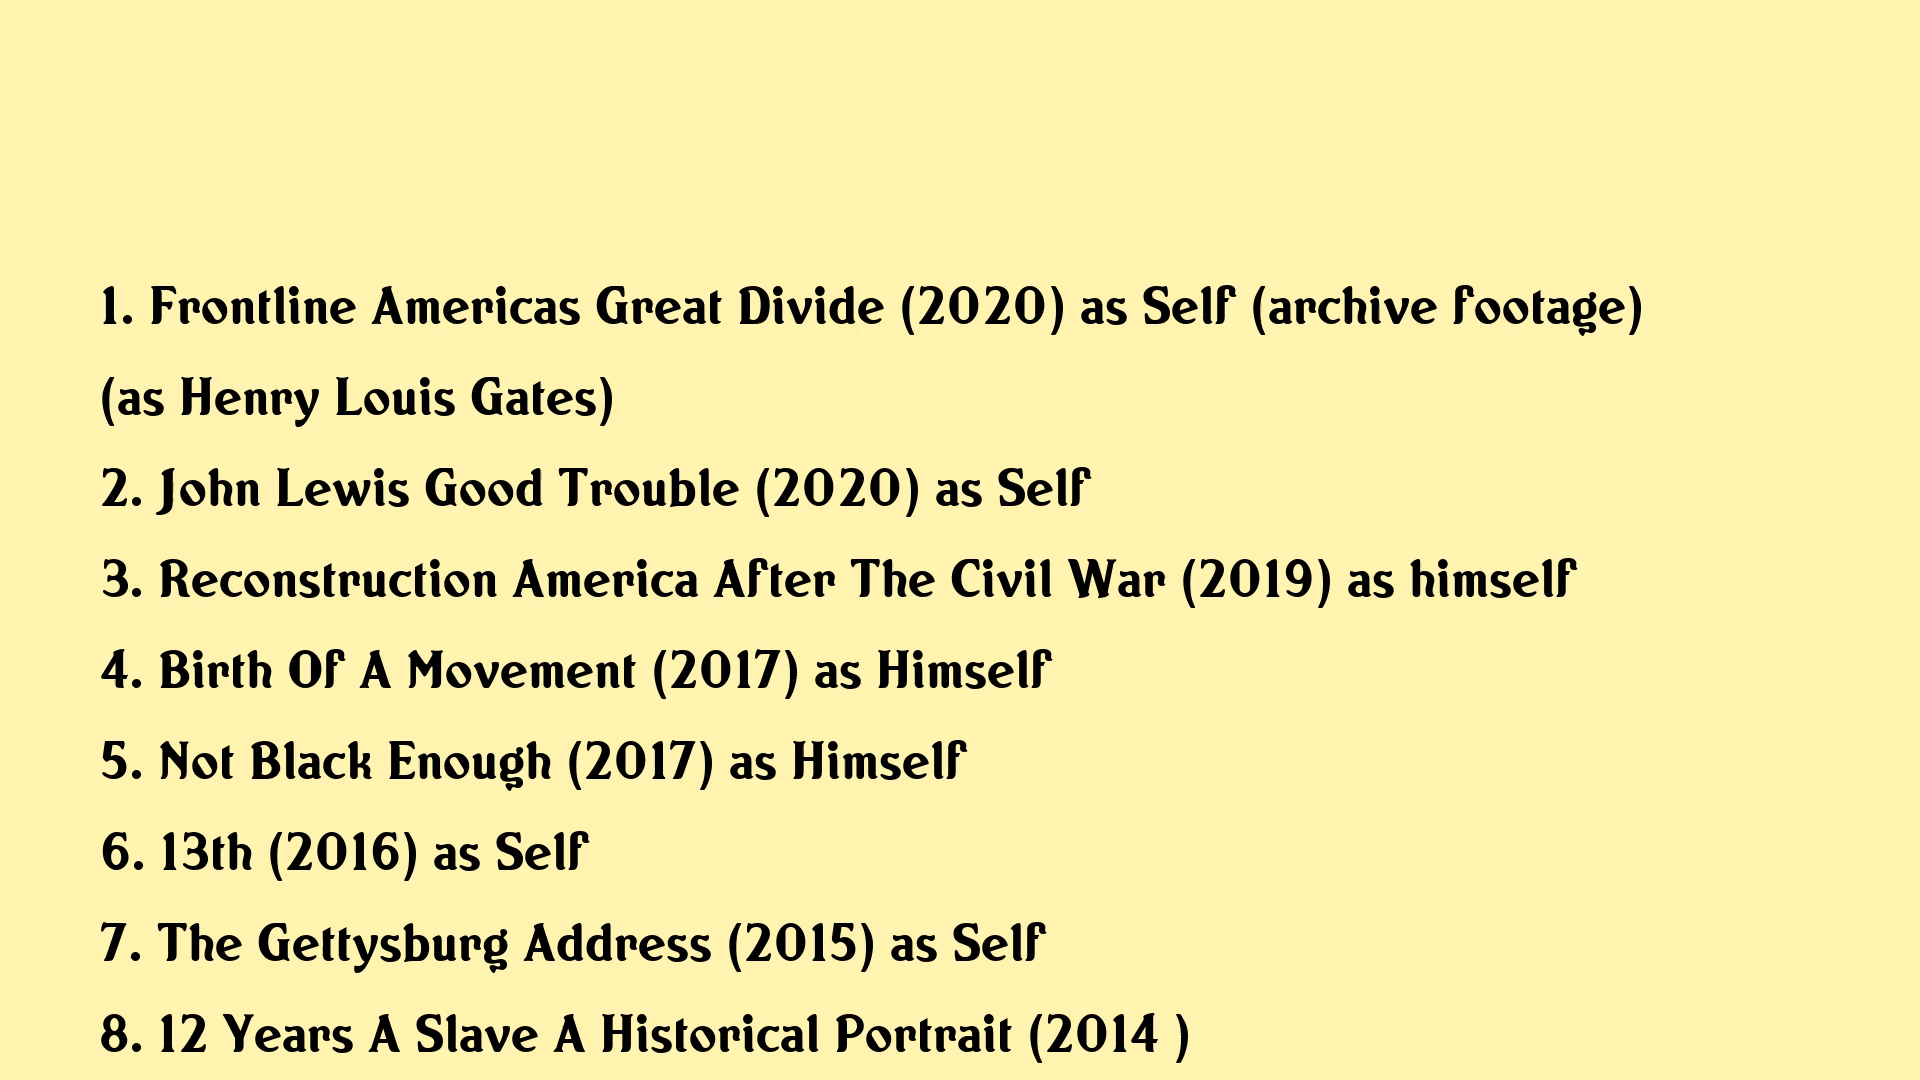 1. Frontline Americas Great Divide (2020) as Self (archive footage)
(as Henry Louis Gates)
2. John Lewis Good Trouble (2020) as Self
3. Reconstruction America After The Civil War (2019) as himself
4. Birth Of A Movement (2017) as Himself
5. Not Black Enough (2017) as Himself
6. 13th (2016) as Self
7. The Gettysburg Address (2015) as Self
8. 12 Years A Slave A Historical Portrait (2014 )